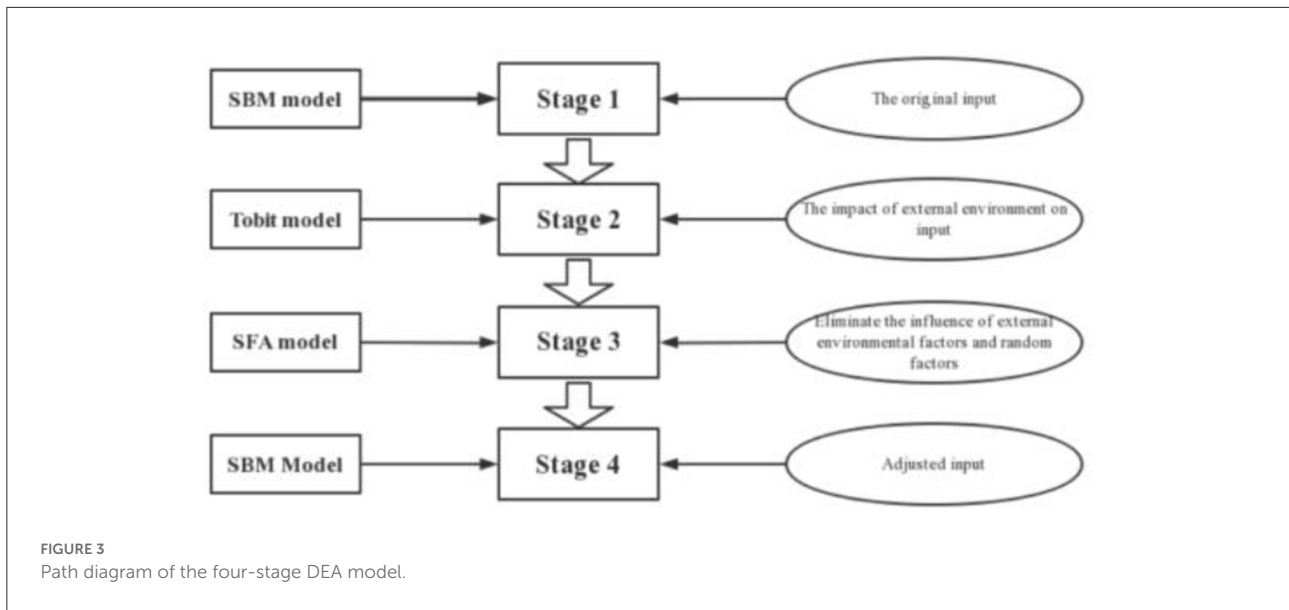 SBM model
Stage 1
The original input
Tobit model
Stage 2
The impact of external environment on
input
SFA model
Stage 3
Eliminate the influence of external
environmental factors and random
factors
SBM Model
Stage 4
Adjusted input
FIGURE 3
Path diagram of the four-stage DEA model.